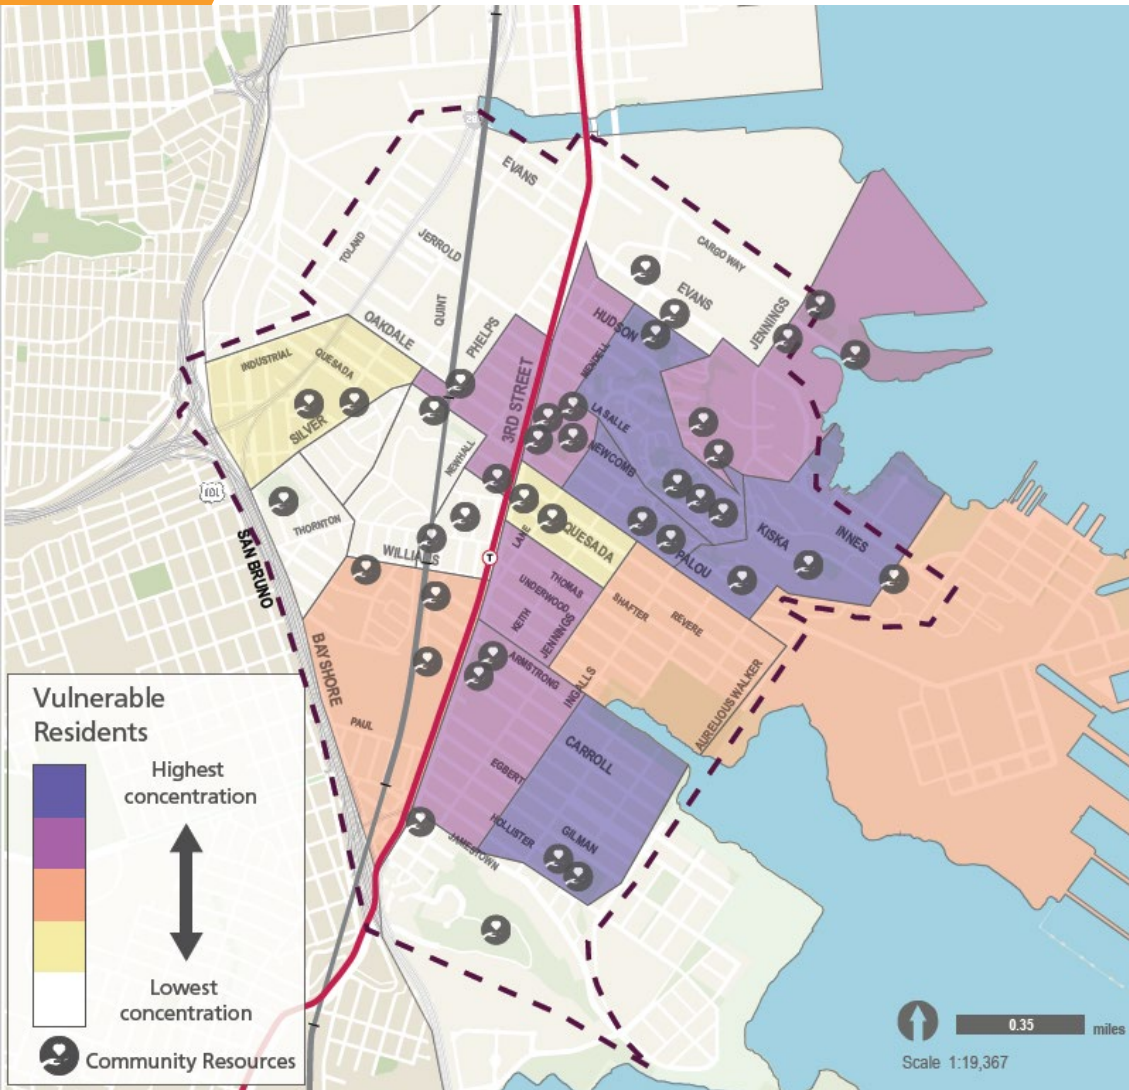 280
EVANS
TOLAND
JERROLD
CARGO WAY
EVANS
QUINT
JENNINGS
OAKDALE
PHELPS
HUDSON
INDUSTRIAL
QUESADA
MENDELL
3RD STREET
LA SALLE
SILVER
NEWHALL
NEWCOMB
101
THORNTON
LANE
QUESADA
KISKA
INNES
WILLIAMS
T
PALOU
SAN BRUNO
THOMAS
UNDERWOOD
KEITH
JENNINGS
SHAFTER
REVERE
BAYSHORE
ARMSTRONG
INGALLS
AURELIOUS WALKER
PAUL
CARROLL
EGBERT
HOLLISTER
GILMAN
JAMESTOWN
Vulnerable
Residents
Highest
concentration
Lowest
concentration
Community Resources
0.35 miles
Scale 1:19,367